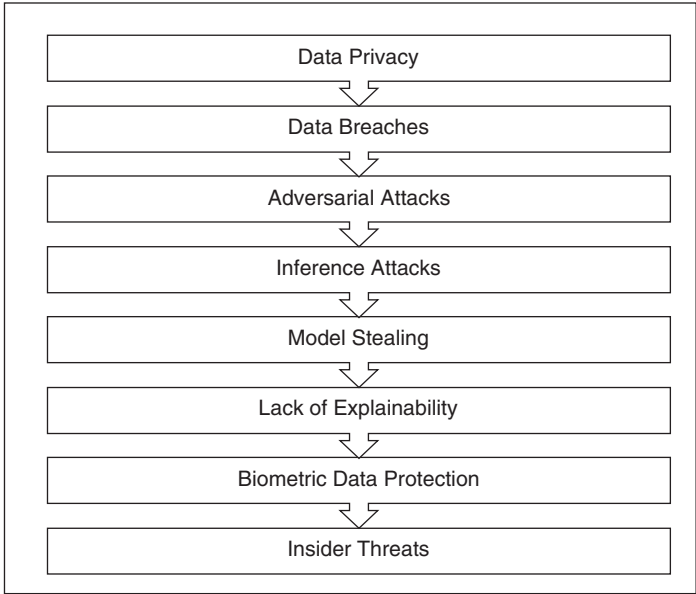 Data Privacy
Data Breaches
Adversarial Attacks
Inference Attacks
Model Stealing
Lack of Explainability
Biometric Data Protection
Insider Threats